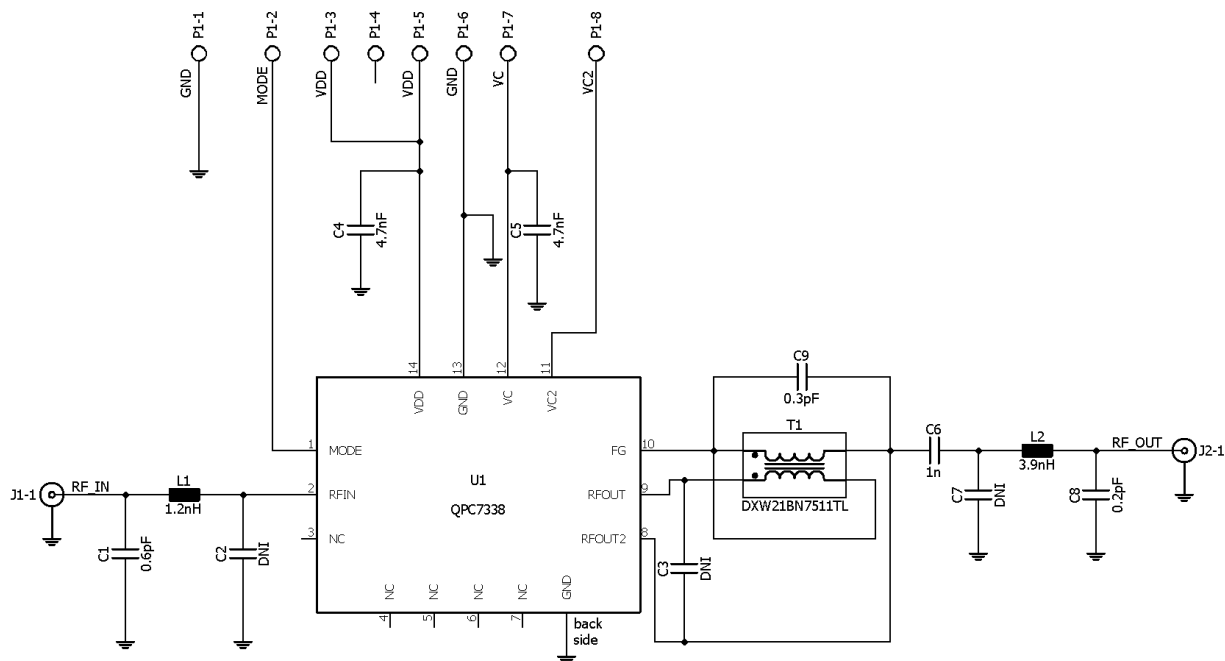 P1-1
P1-2
P1-3
P1-4
P1-5
P1-6
P1-7
P1-8
GND
MODE
VDD
VDD
GND
VC
VC2
C4
4.7nF
C5
4.7nF
14
13
12
11
VDD
GND
VC
VC2
1
MODE
2
RFIN
3
NC
U1
QPC7338
FG
10
RFOUT
9
RFOUT2
8
NC
NC
NC
NC
GND
4
5
6
7
back
side
J1-1
RF_IN
L1
1.2nH
C1
0.6pF
C2
DNI
C9
0.3pF
T1
DXW21BN7511TL
C3
DNI
C6
1n
L2
3.9nH
RF_OUT
J2-1
C7
DNI
C8
0.2pF